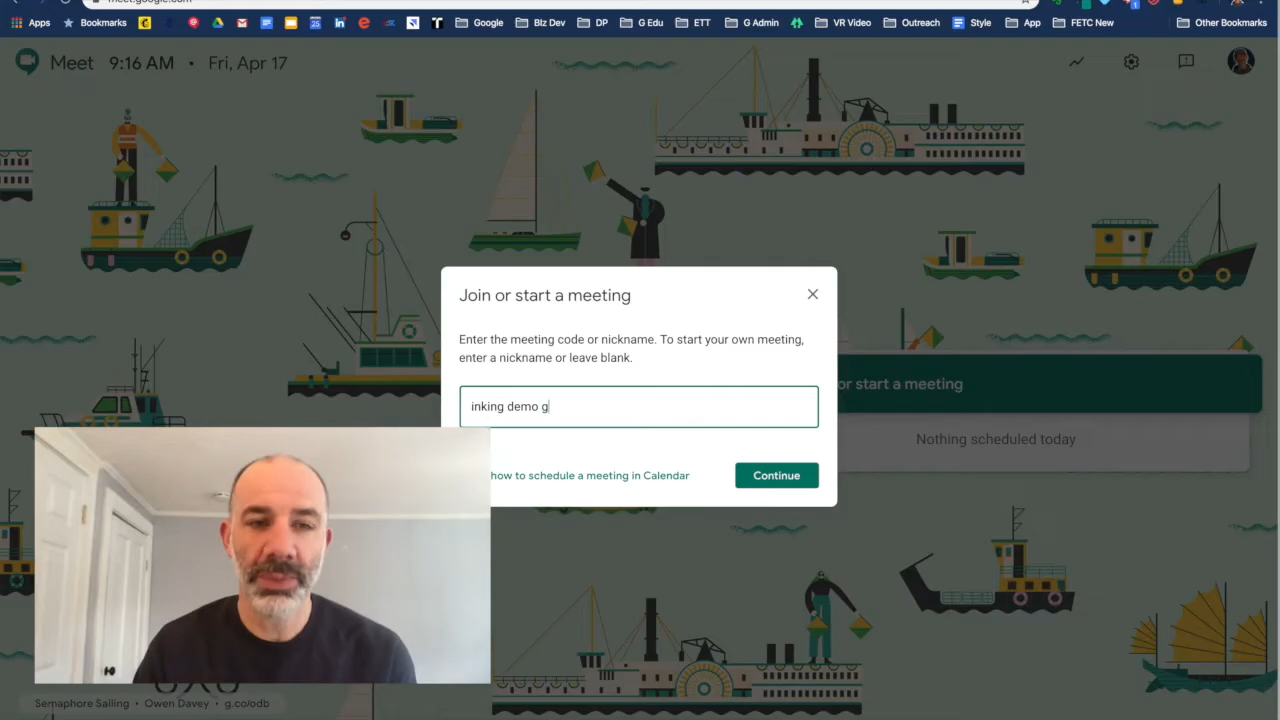 meet.google.com
Apps Bookmarks Google Biz Dev DP G Edu ETT G Admin VR Video Outreach Style App FETC New Other Bookmarks
Meet 9:16 AM • Fri, Apr 17
Join or start a meeting
Enter the meeting code or nickname. To start your own meeting,
enter a nickname or leave blank.
or start a meeting
inking demo g
Nothing scheduled today
how to schedule a meeting in Calendar
Continue
Semaphore Sailing • Owen Davey • g.co/odb